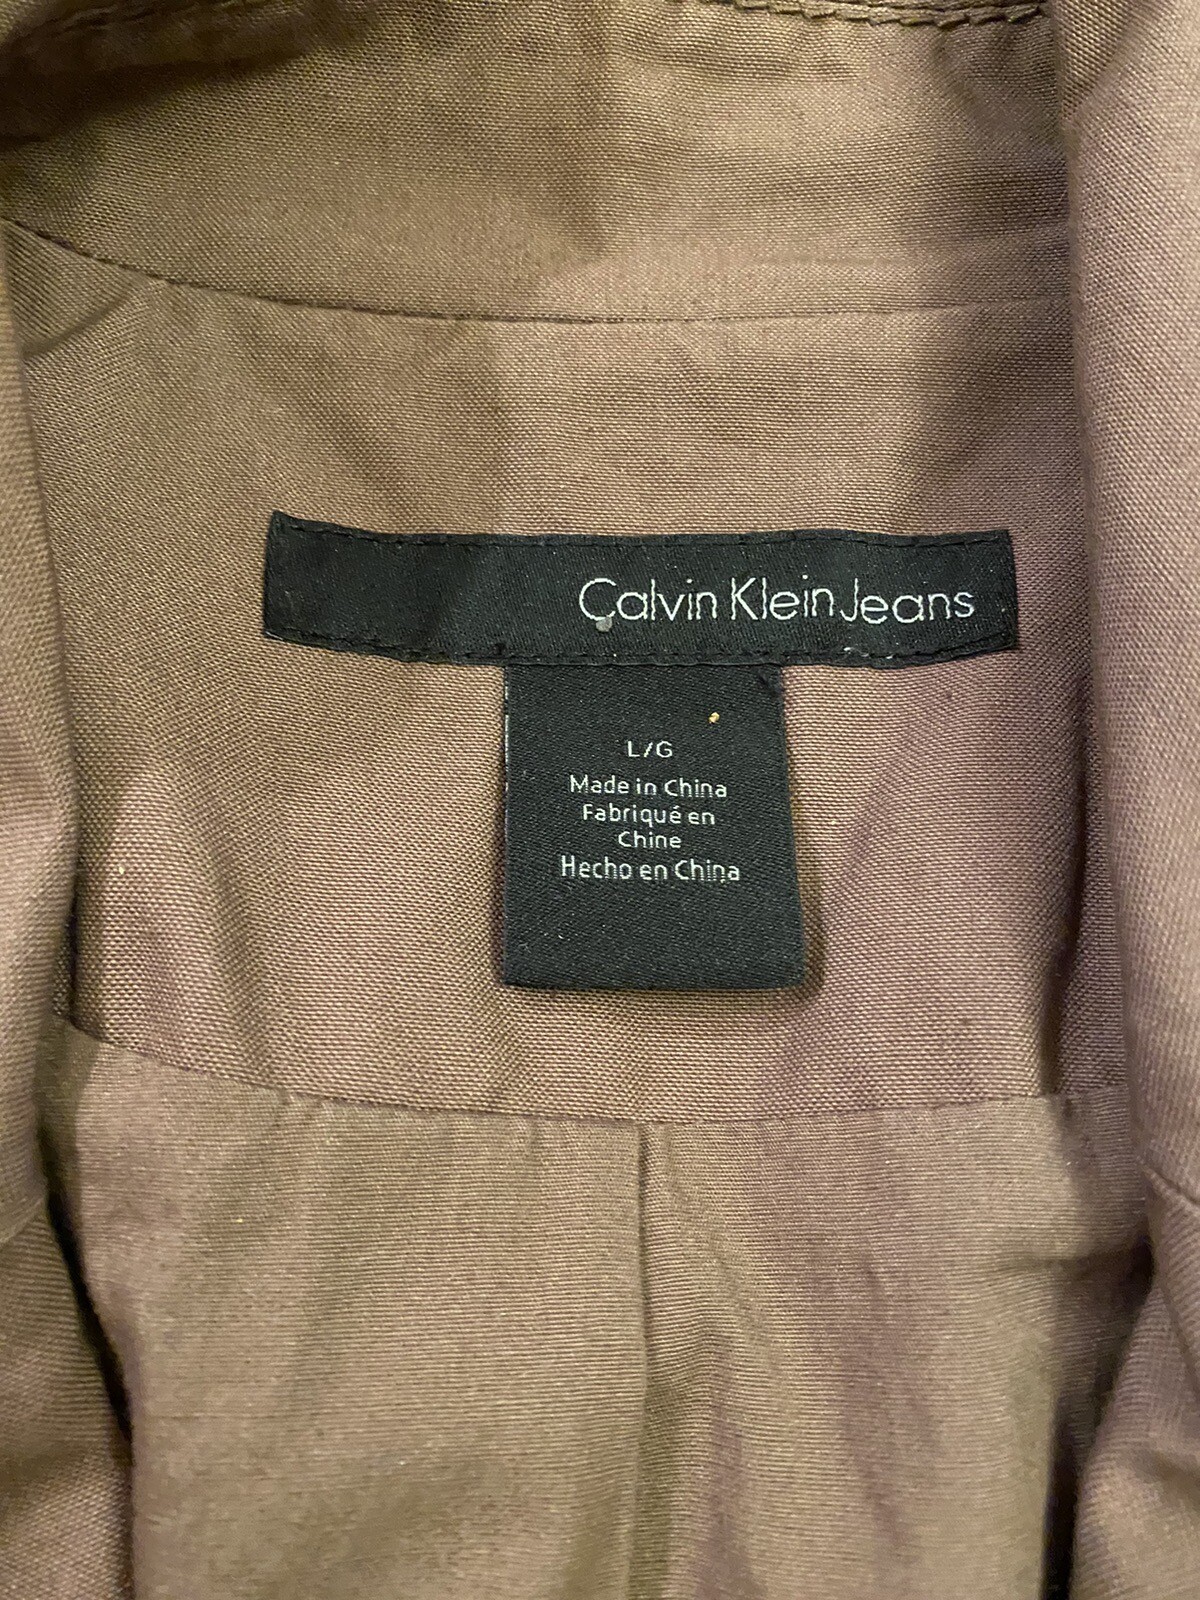 Calvin Klein Jeans
L/G
Made in China
Fabriqué en
Chine
Hecho en China